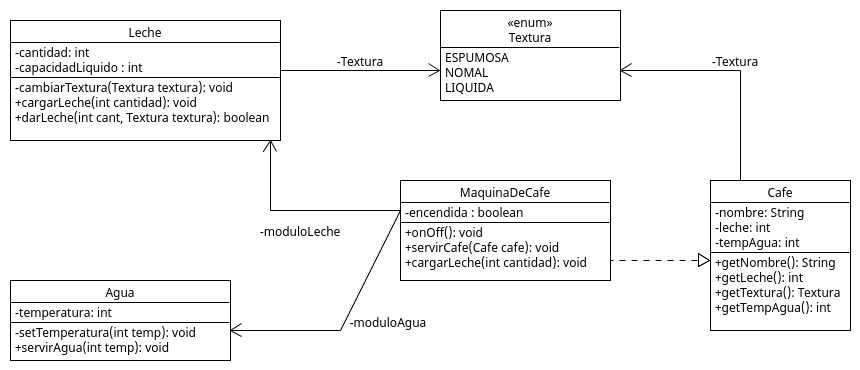 Leche
-cantidad: int
-capacidadLiquido : int
-cambiarTextura(Textura textura): void
+cargarLeche(int cantidad): void
+darLeche(int cant, Textura textura): boolean
-Textura
«enum»
Textura
ESPUMOSA
NOMAL
LIQUIDA
-Textura
MaquinaDeCafe
-encendida : boolean
+onOff(): void
+servirCafe(Cafe cafe): void
+cargarLeche(int cantidad): void
Cafe
-nombre: String
-leche: int
-tempAgua: int
+getNombre(): String
+getLeche(): int
+getTextura(): Textura
+getTempAgua(): int
-moduloLeche
Agua
-temperatura: int
-setTemperatura(int temp): void
+servirAgua(int temp): void
-moduloAgua